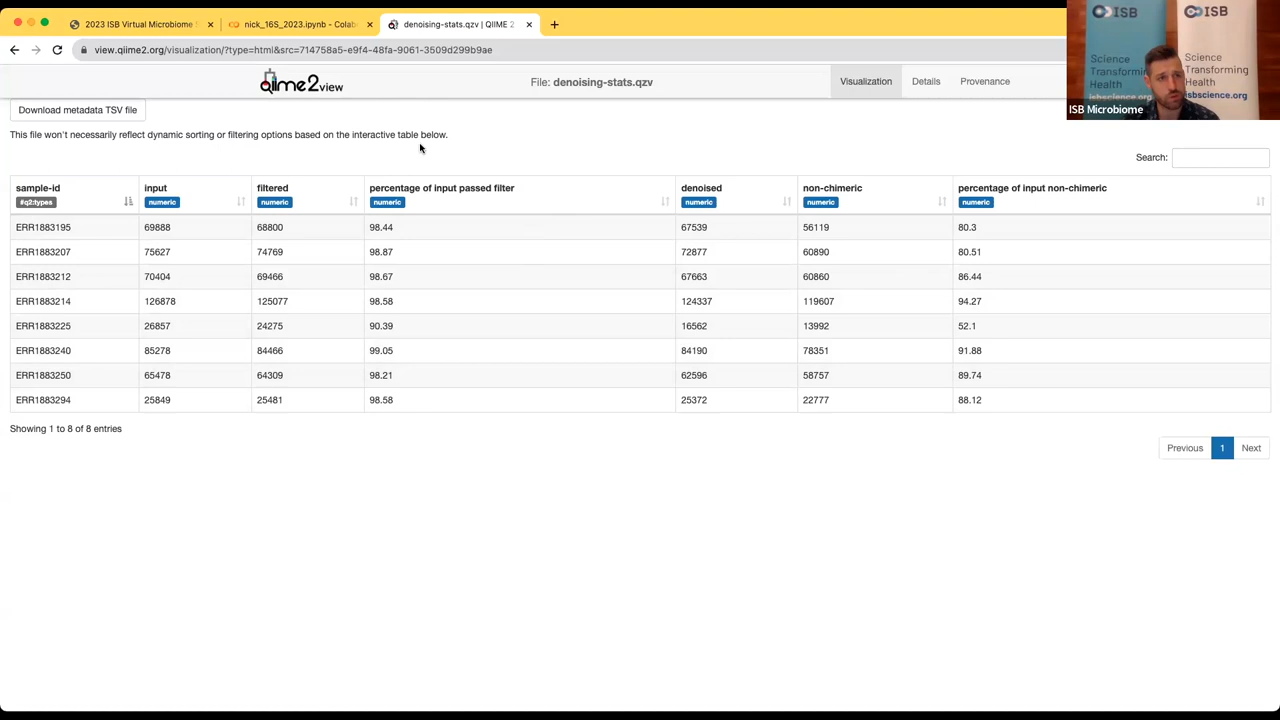 2023 ISB Virtual Microbiome S
nick_16S_2023.ipynb - Colab
denoising-stats.qzv | QIIME 2
view.qiime2.org/visualization/?type=html&src=714758a5-e9f4-48fa-9061-3509d299b9ae
qiime2view
File: denoising-stats.qzv
Visualization
Details
Provenance
ISB
ISB
Science
Transforming
Health
isbscience.org
Science
Transforming
Health
isbscience.org
ISB Microbiome
Download metadata TSV file
This file won't necessarily reflect dynamic sorting or filtering options based on the interactive table below.
Search:
sample-id input filtered percentage of input passed filter denoised non-chimeric percentage of input non-chimeric
#q2:types numeric numeric numeric numeric numeric numeric
ERR1883195 69888 68800 98.44 67539 56119 80.3
ERR1883207 75627 74769 98.87 72877 60890 80.51
ERR1883212 70404 69466 98.67 67663 60860 86.44
ERR1883214 126878 125077 98.58 124337 119607 94.27
ERR1883225 26857 24275 90.39 16562 13992 52.1
ERR1883240 85278 84466 99.05 84190 78351 91.88
ERR1883250 65478 64309 98.21 62596 58757 89.74
ERR1883294 25849 25481 98.58 25372 22777 88.12
Showing 1 to 8 of 8 entries
Previous 1 Next